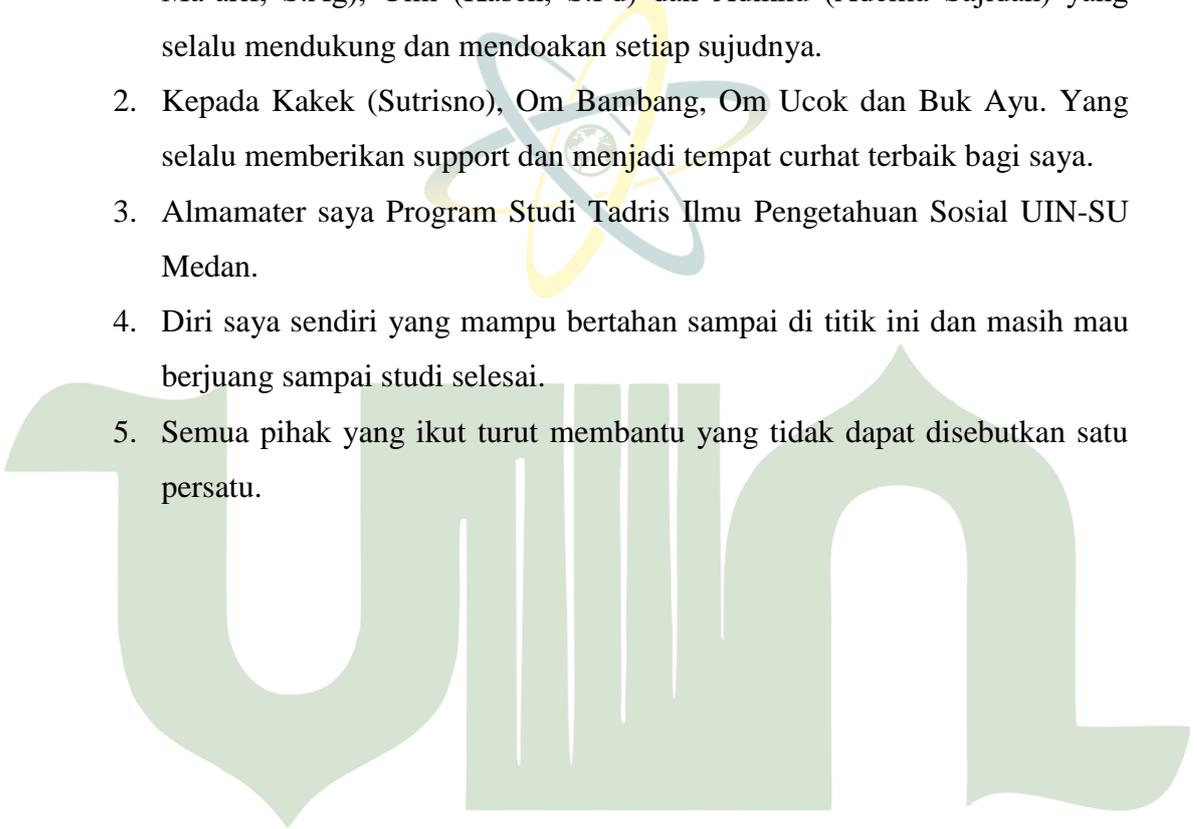 selalu mendukung dan mendoakan setiap sujudnya.
2. Kepada Kakek (Sutrisno), Om Bambang, Om Ucok dan Buk Ayu. Yang
selalu memberikan support dan menjadi tempat curhat terbaik bagi saya.
3. Almamater saya Program Studi Tadris Ilmu Pengetahuan Sosial UIN-SU
Medan.
4. Diri saya sendiri yang mampu bertahan sampai di titik ini dan masih mau
berjuang sampai studi selesai.
5. Semua pihak yang ikut turut membantu yang tidak dapat disebutkan satu
persatu.
UIN